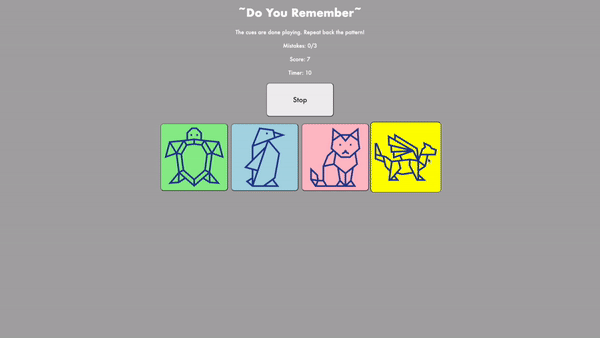 ~Do You Remember~
The cues are done playing. Repeat back the pattern!
Mistakes: 0/3
Score: 7
Timer: 10
Stop